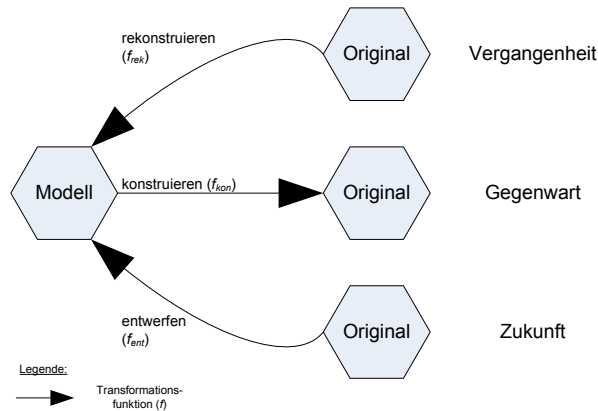 rekonstruieren
(f_rek)
Original
Vergangenheit
Modell
konstruieren (f_kon)
Original
Gegenwart
entwerfen
(f_ent)
Original
Zukunft
Legende:
Transformations-
funktion (f)